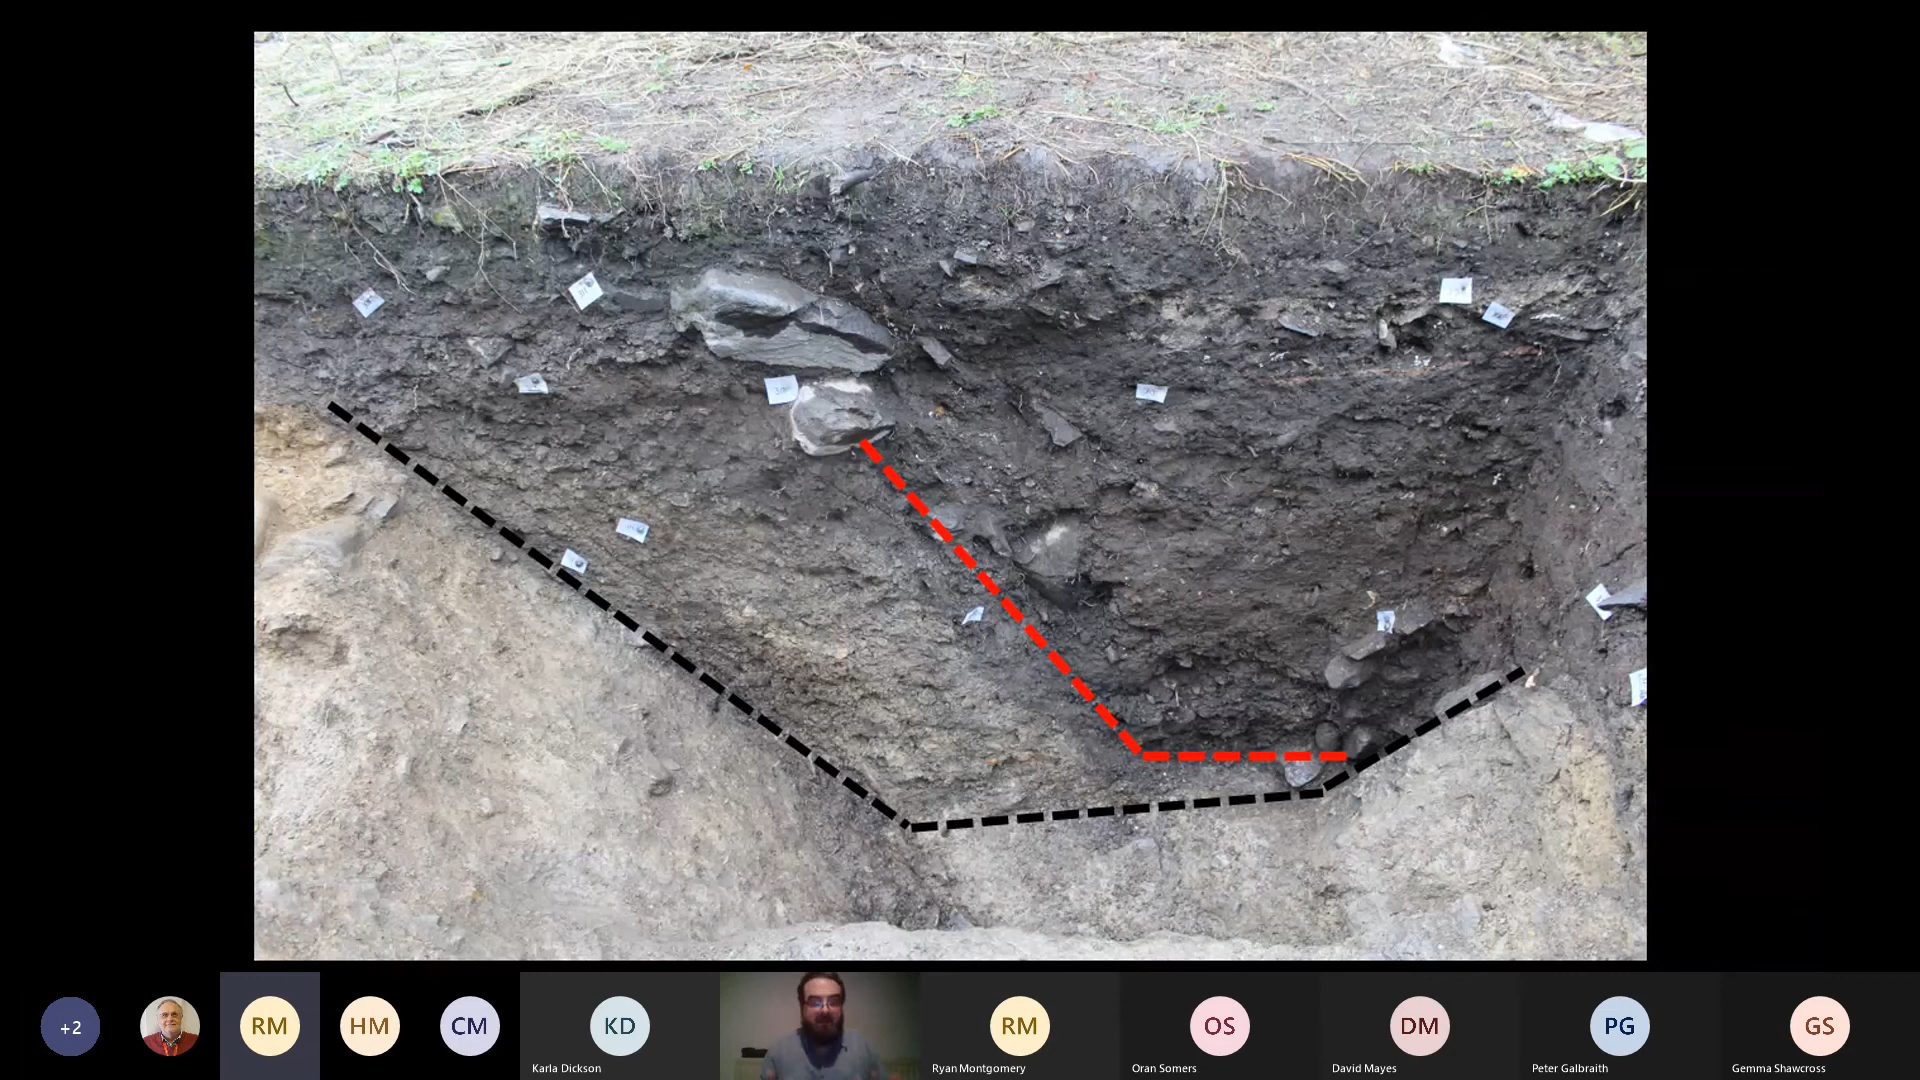 +2
RM
HM
CM
KD
Karla Dickson
RM
Ryan Montgomery
OS
Oran Somers
DM
David Mayes
PG
Peter Galbraith
GS
Gemma Shawcross